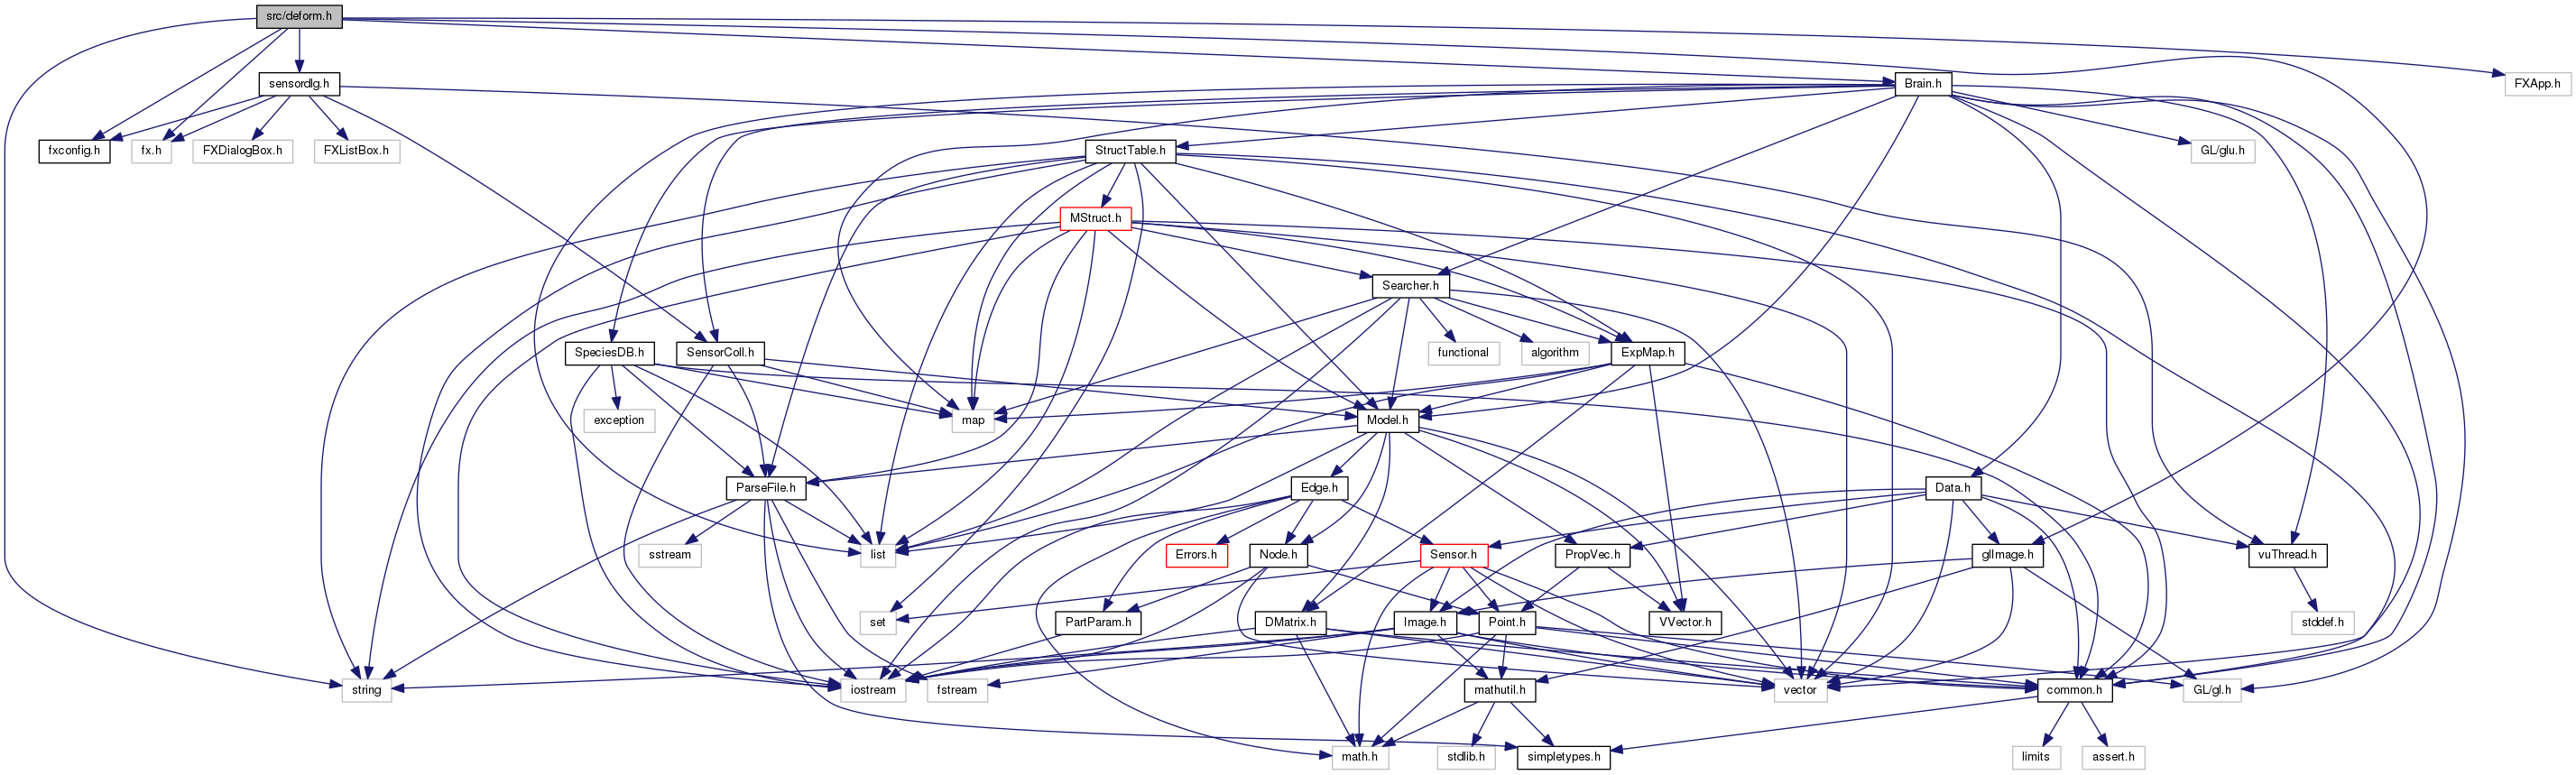 src/deform.h
sensordlg.h
Brain.h
FXApp.h
fxconfig.h
fx.h
FXDialogBox.h
FXListBox.h
StructTable.h
GL/glu.h
MStruct.h
Searcher.h
SpeciesDB.h
SensorColl.h
functional
algorithm
ExpMap.h
exception
map
Model.h
ParseFile.h
Edge.h
Data.h
sstream
list
Errors.h
Node.h
Sensor.h
PropVec.h
glImage.h
vuThread.h
set
PartParam.h
DMatrix.h
Image.h
Point.h
VVector.h
stddef.h
string
iostream
fstream
mathutil.h
vector
common.h
GL/gl.h
math.h
stdlib.h
simpletypes.h
limits
assert.h